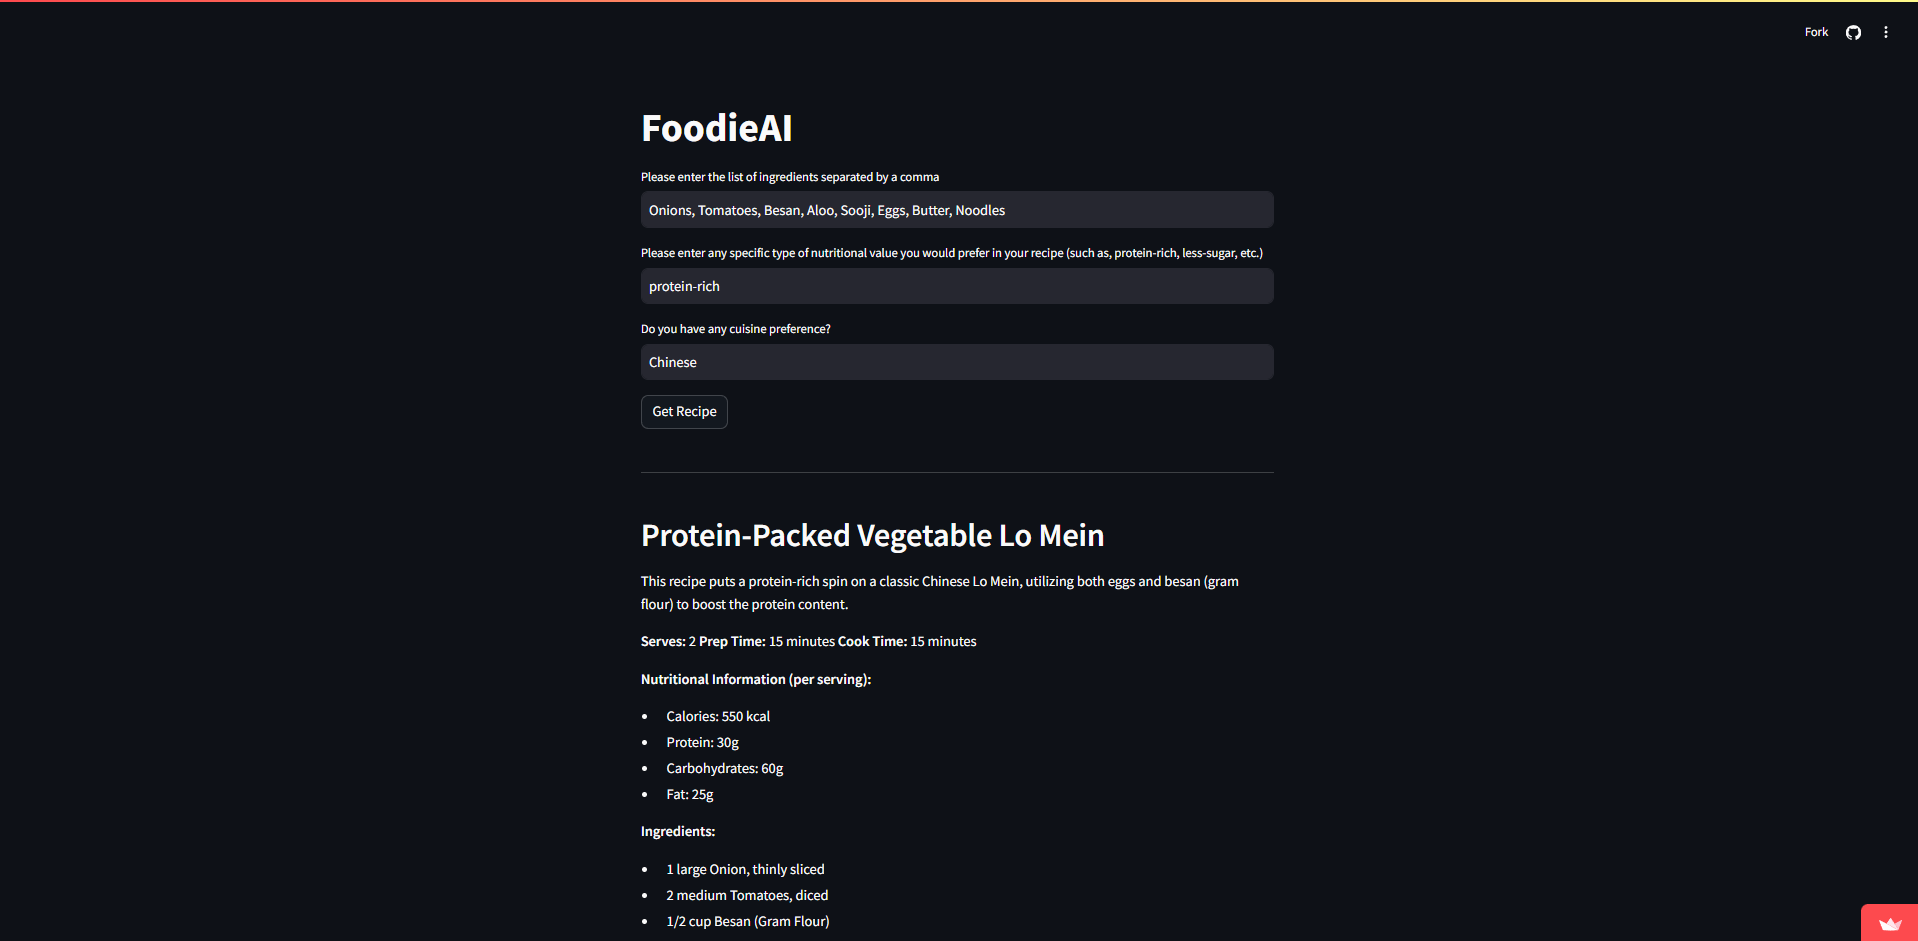 Fork
FoodieAI
Please enter the list of ingredients separated by a comma
Onions, Tomatoes, Besan, Aloo, Sooji, Eggs, Butter, Noodles
Please enter any specific type of nutritional value you would prefer in your recipe (such as, protein-rich, less-sugar, etc.)
protein-rich
Do you have any cuisine preference?
Chinese
Get Recipe
Protein-Packed Vegetable Lo Mein
This recipe puts a protein-rich spin on a classic Chinese Lo Mein, utilizing both eggs and besan (gram
flour) to boost the protein content.
Serves: 2 Prep Time: 15 minutes Cook Time: 15 minutes
Nutritional Information (per serving):
• Calories: 550 kcal
• Protein: 30g
• Carbohydrates: 60g
• Fat: 25g
Ingredients:
• 1 large Onion, thinly sliced
• 2 medium Tomatoes, diced
• 1/2 cup Besan (Gram Flour)